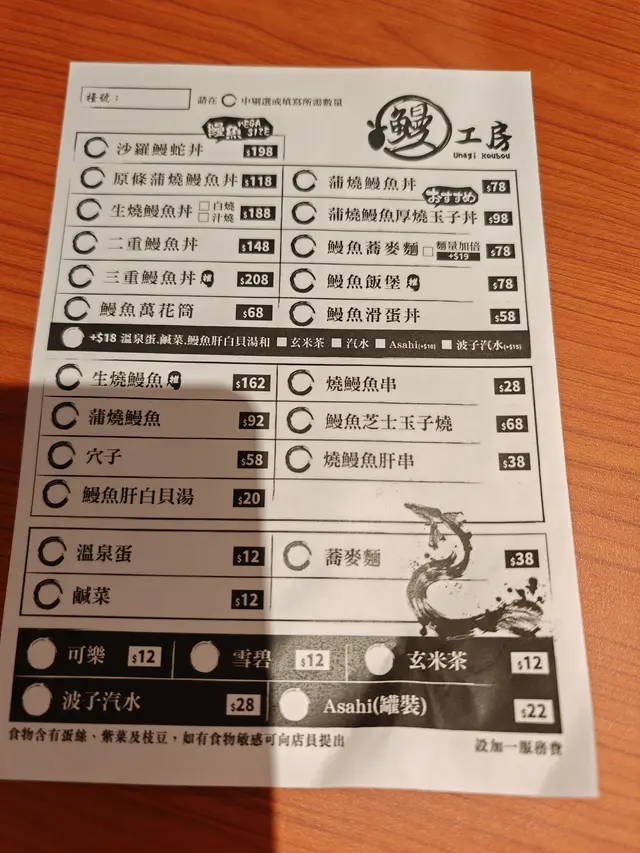 檯號：
請在 中剔選或填寫所需數量
鰻 工房
Unagi Koubou
鰻魚 MEGA SIZE
沙羅鰻蛇丼 $198
原條蒲燒鰻魚丼 $118
蒲燒鰻魚丼 $78
おすすめ
生燒鰻魚丼 白燒 汁燒 $188
蒲燒鰻魚厚燒玉子丼 $98
二重鰻魚丼 $148
鰻魚蕎麥麵 麵量加倍 +$19 $78
三重鰻魚丼 $208
鰻魚飯堡 $78
鰻魚萬花筒 $68
鰻魚滑蛋丼 $58
+$18 溫泉蛋,鹹菜,鰻魚肝白貝湯和 玄米茶 汽水 Asahi(+$10) 波子汽水(+$15)
生燒鰻魚 $162
燒鰻魚串 $28
蒲燒鰻魚 $92
鰻魚芝士玉子燒 $68
穴子 $58
燒鰻魚肝串 $38
鰻魚肝白貝湯 $20
溫泉蛋 $12
蕎麥麵 $38
鹹菜 $12
可樂 $12
雪碧 $12
玄米茶 $12
波子汽水 $28
Asahi(罐裝) $22
食物含有蛋絲、紫菜及枝豆，如有食物敏感可向店員提出
設加一服務費